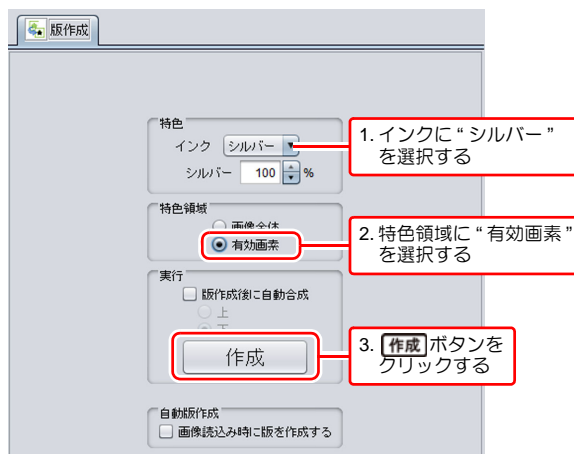 版作成
特色
インク シルバー
シルバー 100 %
特色領域
画像全体
有効画素
実行
版作成後に自動合成
上
下
作成
自動版作成
画像読込み時に版を作成する
1. インクに“シルバー”
を選択する
2. 特色領域に“有効画素”
を選択する
3. 作成 ボタンを
クリックする